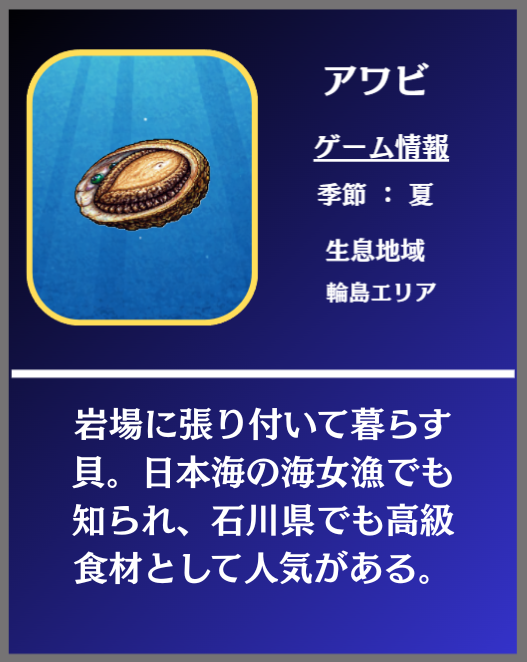 アワビ
ゲーム情報
季節 : 夏
生息地域
輪島エリア
岩場に張り付いて暮らす
貝。日本海の海女漁でも
知られ、石川県でも高級
食材として人気がある。